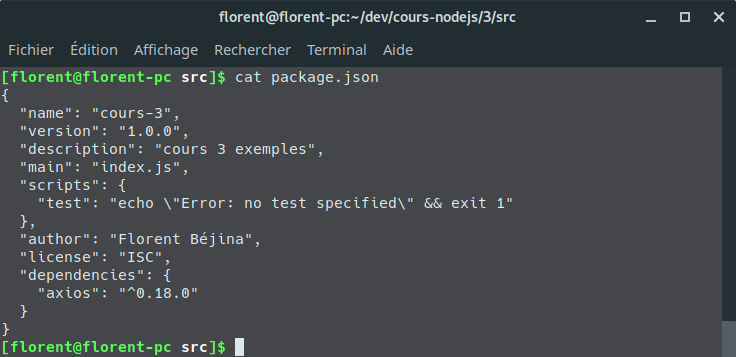 florent@florent-pc:~/dev/cours-nodejs/3/src
Fichier Édition Affichage Rechercher Terminal Aide
[florent@florent-pc src]$ cat package.json
{
  "name": "cours-3",
  "version": "1.0.0",
  "description": "cours 3 exemples",
  "main": "index.js",
  "scripts": {
    "test": "echo \"Error: no test specified\" && exit 1"
  },
  "author": "Florent Béjina",
  "license": "ISC",
  "dependencies": {
    "axios": "^0.18.0"
  }
}
[florent@florent-pc src]$